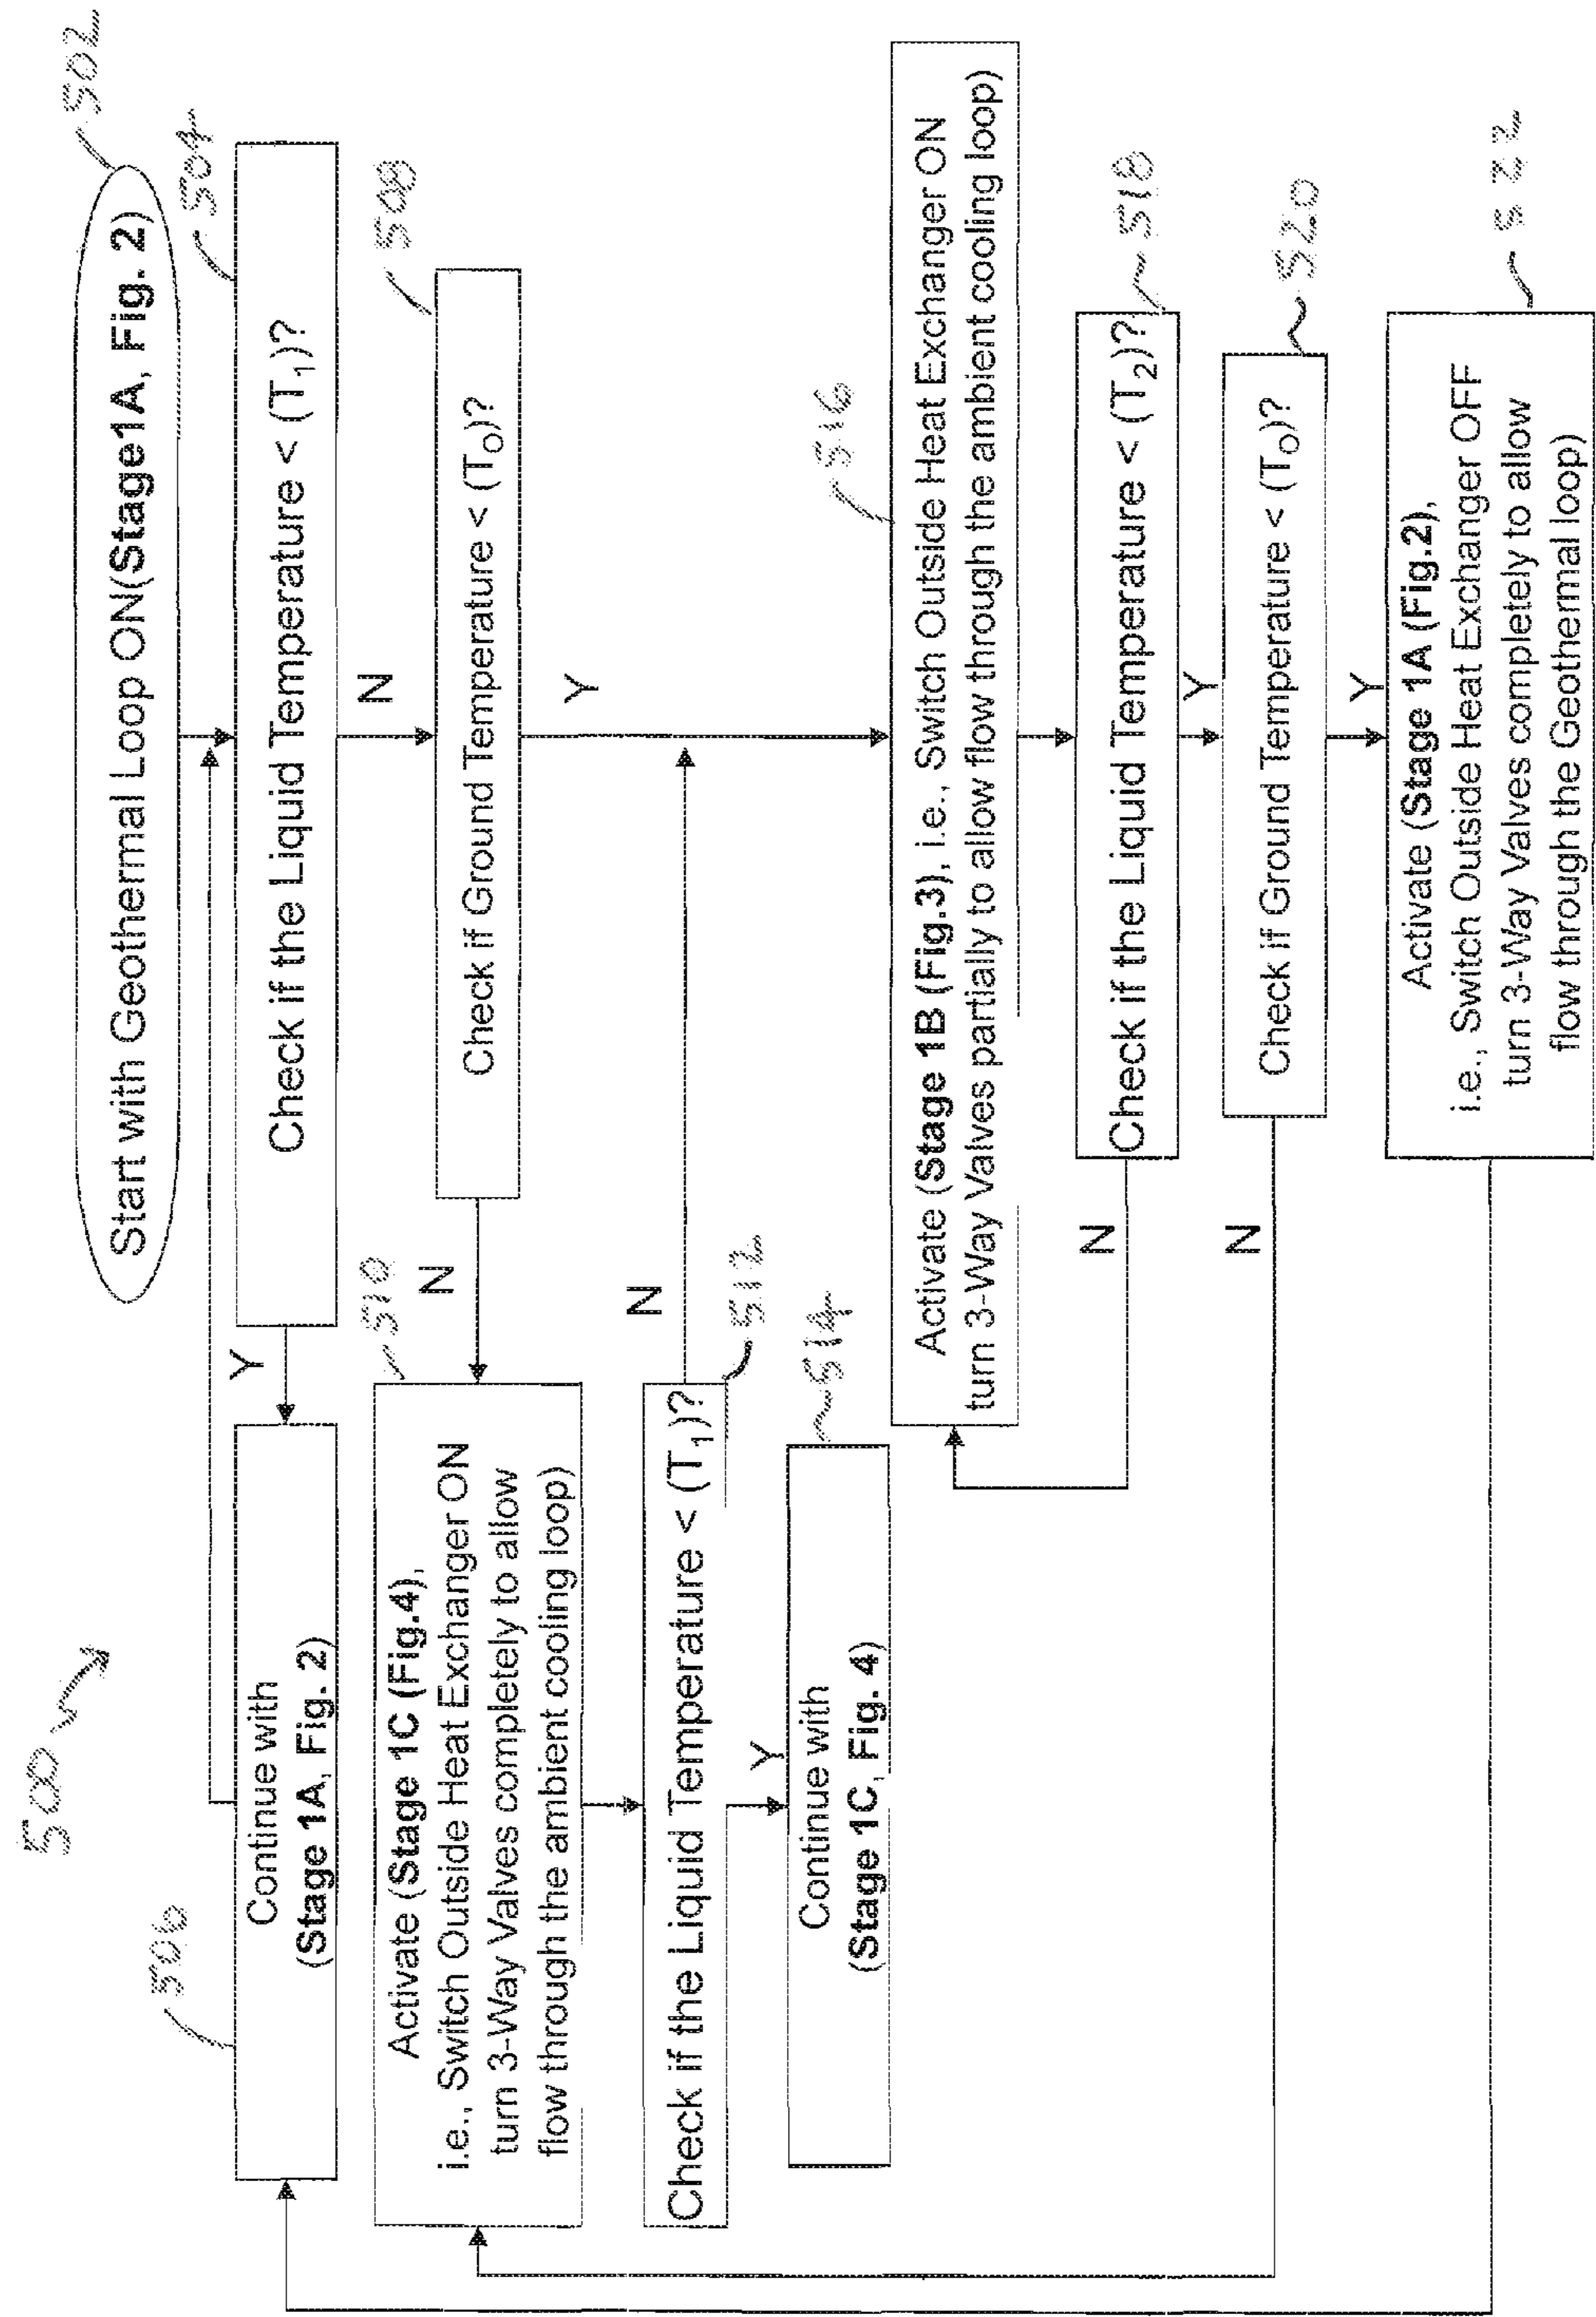 500
502
Start with Geothermal Loop ON(Stage1A, Fig. 2)
504
Check if the Liquid Temperature < (T1)?
Y
506
Continue with
(Stage 1A, Fig. 2)
N
508
Check if Ground Temperature < (TO)?
N
Y
510
Activate (Stage 1C (Fig.4),
i.e., Switch Outside Heat Exchanger ON
turn 3-Way Valves completely to allow
flow through the ambient cooling loop)
512
Check if the Liquid Temperature < (T1)?
N
Y
514
Continue with
(Stage 1C, Fig. 4)
516
Activate (Stage 1B (Fig.3), i.e., Switch Outside Heat Exchanger ON
turn 3-Way Valves partially to allow flow through the ambient cooling loop)
518
Check if the Liquid Temperature < (T2)?
N
Y
520
Check if Ground Temperature < (TO)?
N
Y
522
Activate (Stage 1A (Fig.2),
i.e., Switch Outside Heat Exchanger OFF
turn 3-Way Valves completely to allow
flow through the Geothermal loop)